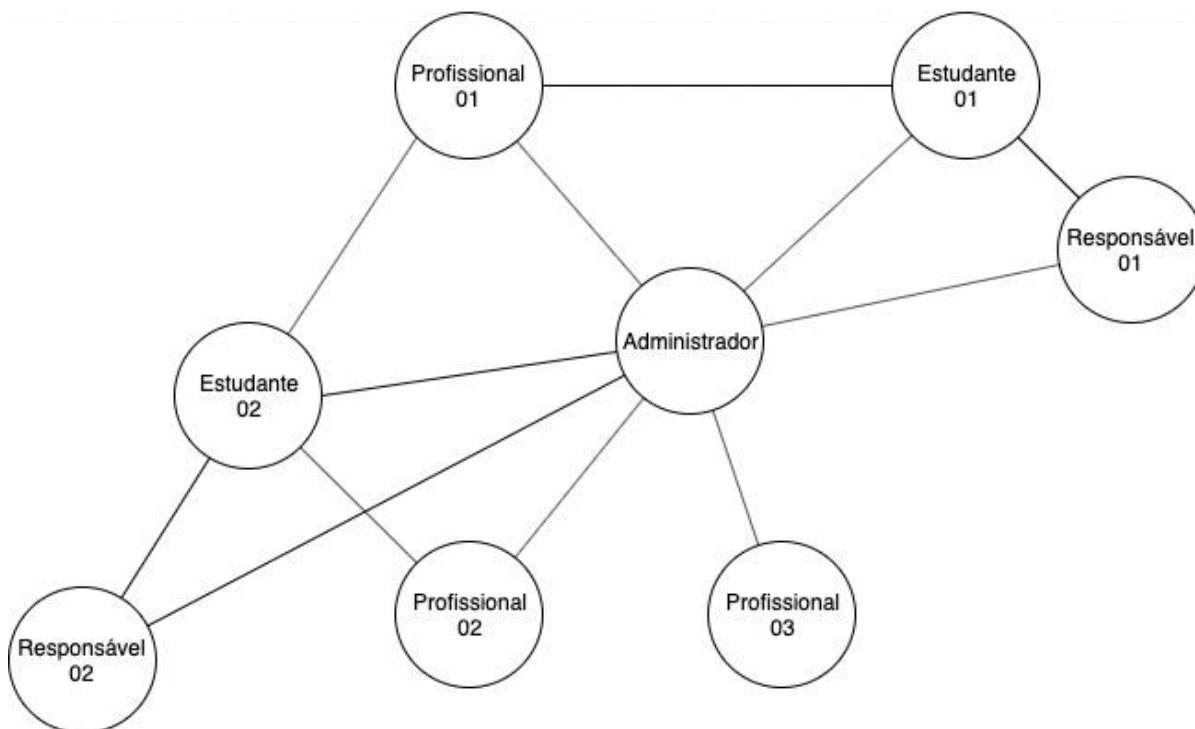 Profissional
01
Estudante
01
Responsável
01
Administrador
Estudante
02
Profissional
02
Profissional
03
Responsável
02